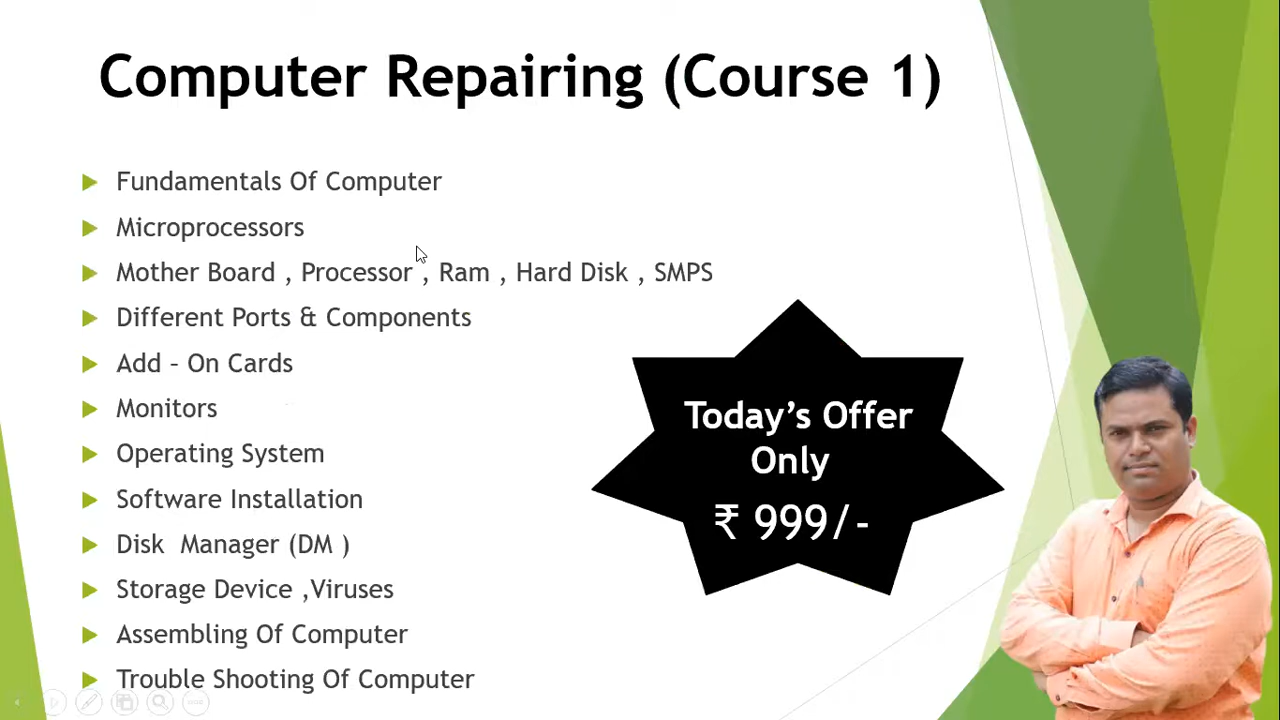 Computer Repairing (Course 1)
Fundamentals Of Computer
Microprocessors
Mother Board , Processor , Ram , Hard Disk , SMPS
Different Ports & Components
Add – On Cards
Monitors
Operating System
Software Installation
Disk  Manager (DM )
Storage Device ,Viruses
Assembling Of Computer
Trouble Shooting Of Computer
Today’s Offer
Only
₹ 999/-